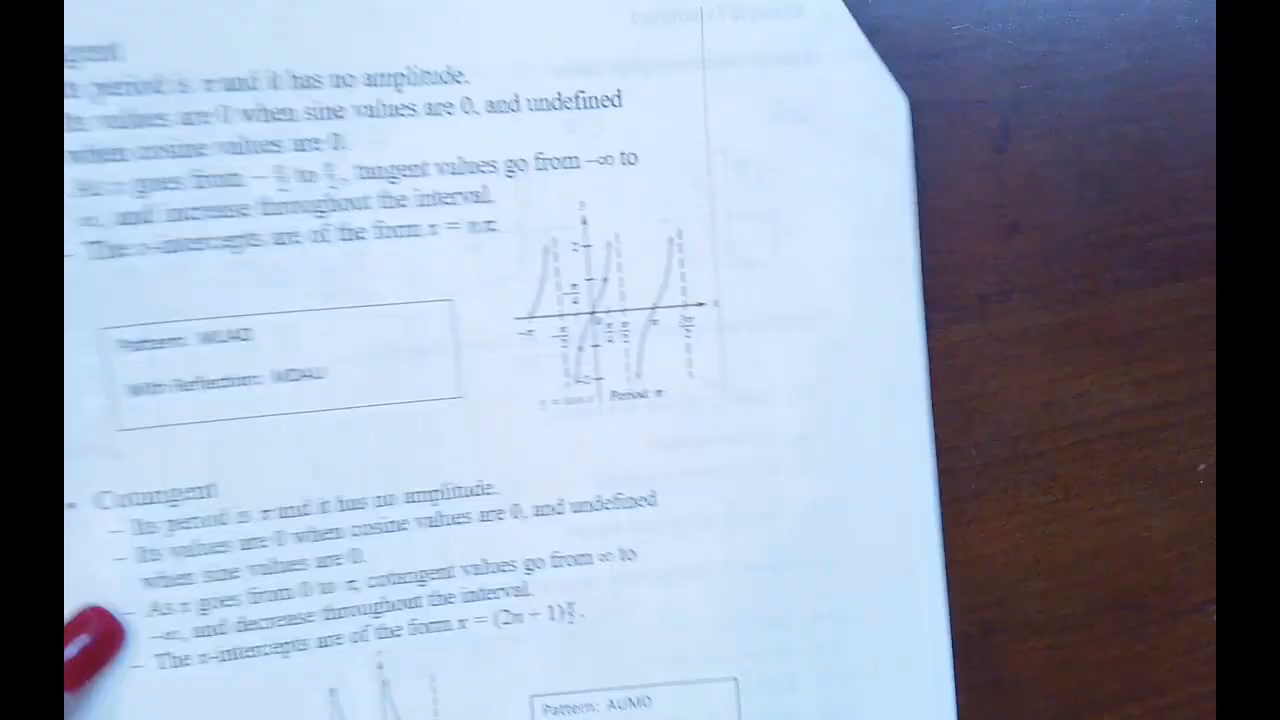 period is π and it has no amplitude.
values are 0 when sine values are 0, and undefined
when cosine values are 0.
As x goes from −π/2 to π/2, tangent values go from −∞ to
∞, and increase throughout the interval.
– The x-intercepts are of the form x = nπ.
y
2
−π
x
Period: π
Pattern:
With Reflection:
• Cotangent
– Its period is π and it has no amplitude.
– Its values are 0 when cosine values are 0, and undefined
when sine values are 0.
– As x goes from 0 to π, cotangent values go from ∞ to
−∞, and decrease throughout the interval.
– The x-intercepts are of the form x = (2n + 1)π/2.
Pattern: AUMD